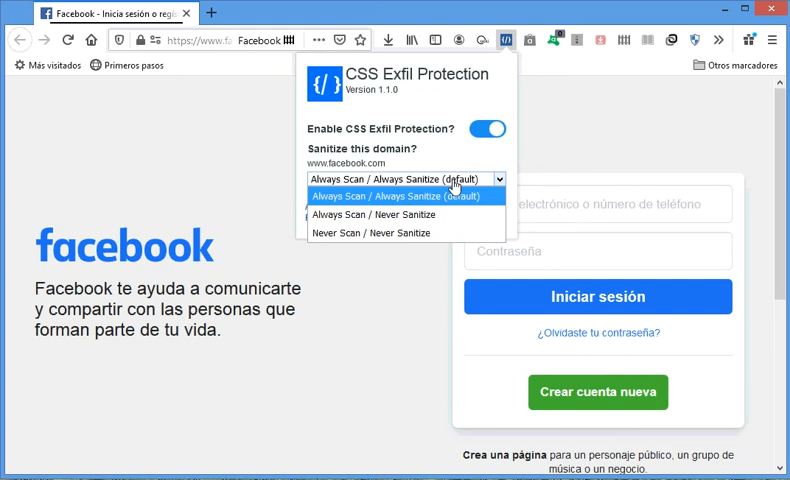 Facebook - Inicia sesión o regi
https://www.fa
Facebook
0
Más visitados
Primeros pasos
Otros marcadores
{/}
CSS Exfil Protection
Version 1.1.0
Enable CSS Exfil Protection?
Sanitize this domain?
www.facebook.com
Always Scan / Always Sanitize (default)
Always Scan / Always Sanitize (default)
Always Scan / Never Sanitize
Never Scan / Never Sanitize
facebook
Facebook te ayuda a comunicarte
y compartir con las personas que
forman parte de tu vida.
electrónico o número de teléfono
Contraseña
Iniciar sesión
¿Olvidaste tu contraseña?
Crear cuenta nueva
Crea una página para un personaje público, un grupo de
música o un negocio.